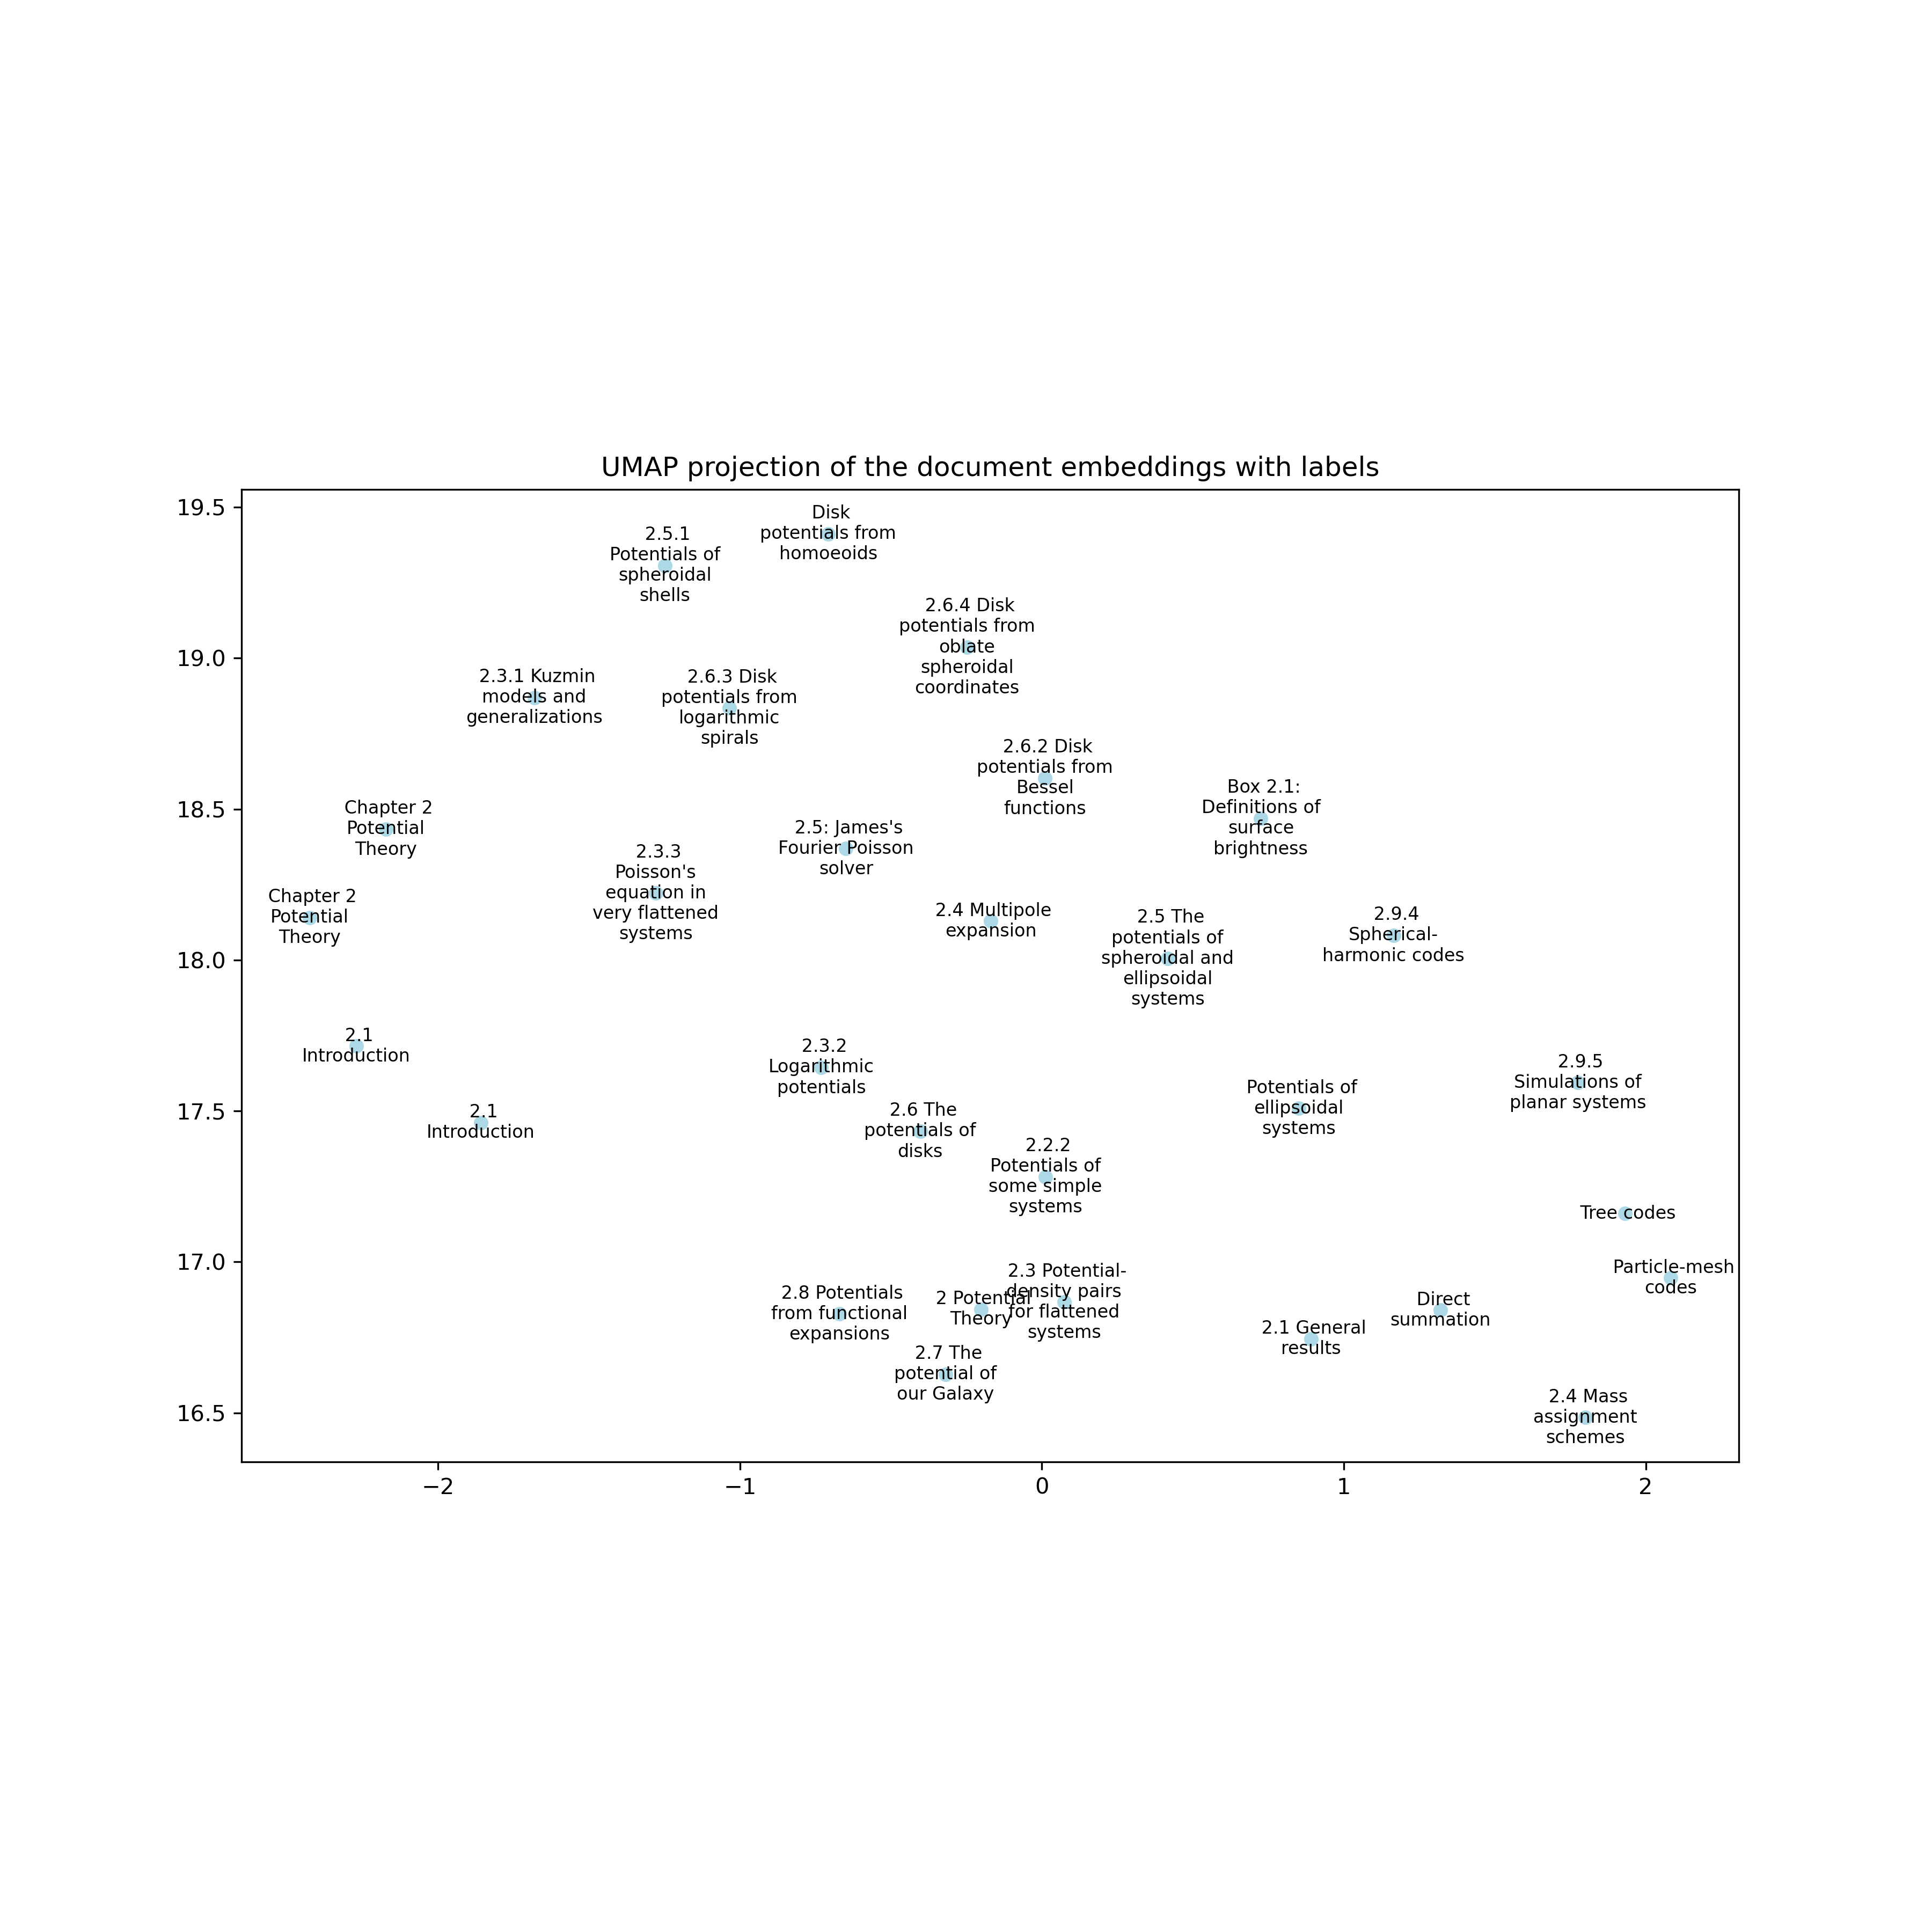 UMAP projection of the document embeddings with labels
19.5
19.0
18.5
18.0
17.5
17.0
16.5
−2
−1
0
1
2
Disk
potentials from
homoeoids
2.5.1
Potentials of
spheroidal
shells
2.6.4 Disk
potentials from
oblate
spheroidal
coordinates
2.3.1 Kuzmin
models and
generalizations
2.6.3 Disk
potentials from
logarithmic
spirals
2.6.2 Disk
potentials from
Bessel
functions
Box 2.1:
Definitions of
surface
brightness
Chapter 2
Potential
Theory
2.5: James's
Fourier Poisson
solver
2.3.3
Poisson's
equation in
very flattened
systems
Chapter 2
Potential
Theory
2.4 Multipole
expansion
2.5 The
potentials of
spheroidal and
ellipsoidal
systems
2.9.4
Spherical-
harmonic codes
2.1
Introduction
2.3.2
Logarithmic
potentials
2.9.5
Simulations of
planar systems
Potentials of
ellipsoidal
systems
2.1
Introduction
2.6 The
potentials of
disks
2.2.2
Potentials of
some simple
systems
Tree codes
Particle-mesh
codes
2.3 Potential-
density pairs
for flattened
systems
2 Potential
Theory
2.8 Potentials
from functional
expansions
Direct
summation
2.1 General
results
2.7 The
potential of
our Galaxy
2.4 Mass
assignment
schemes